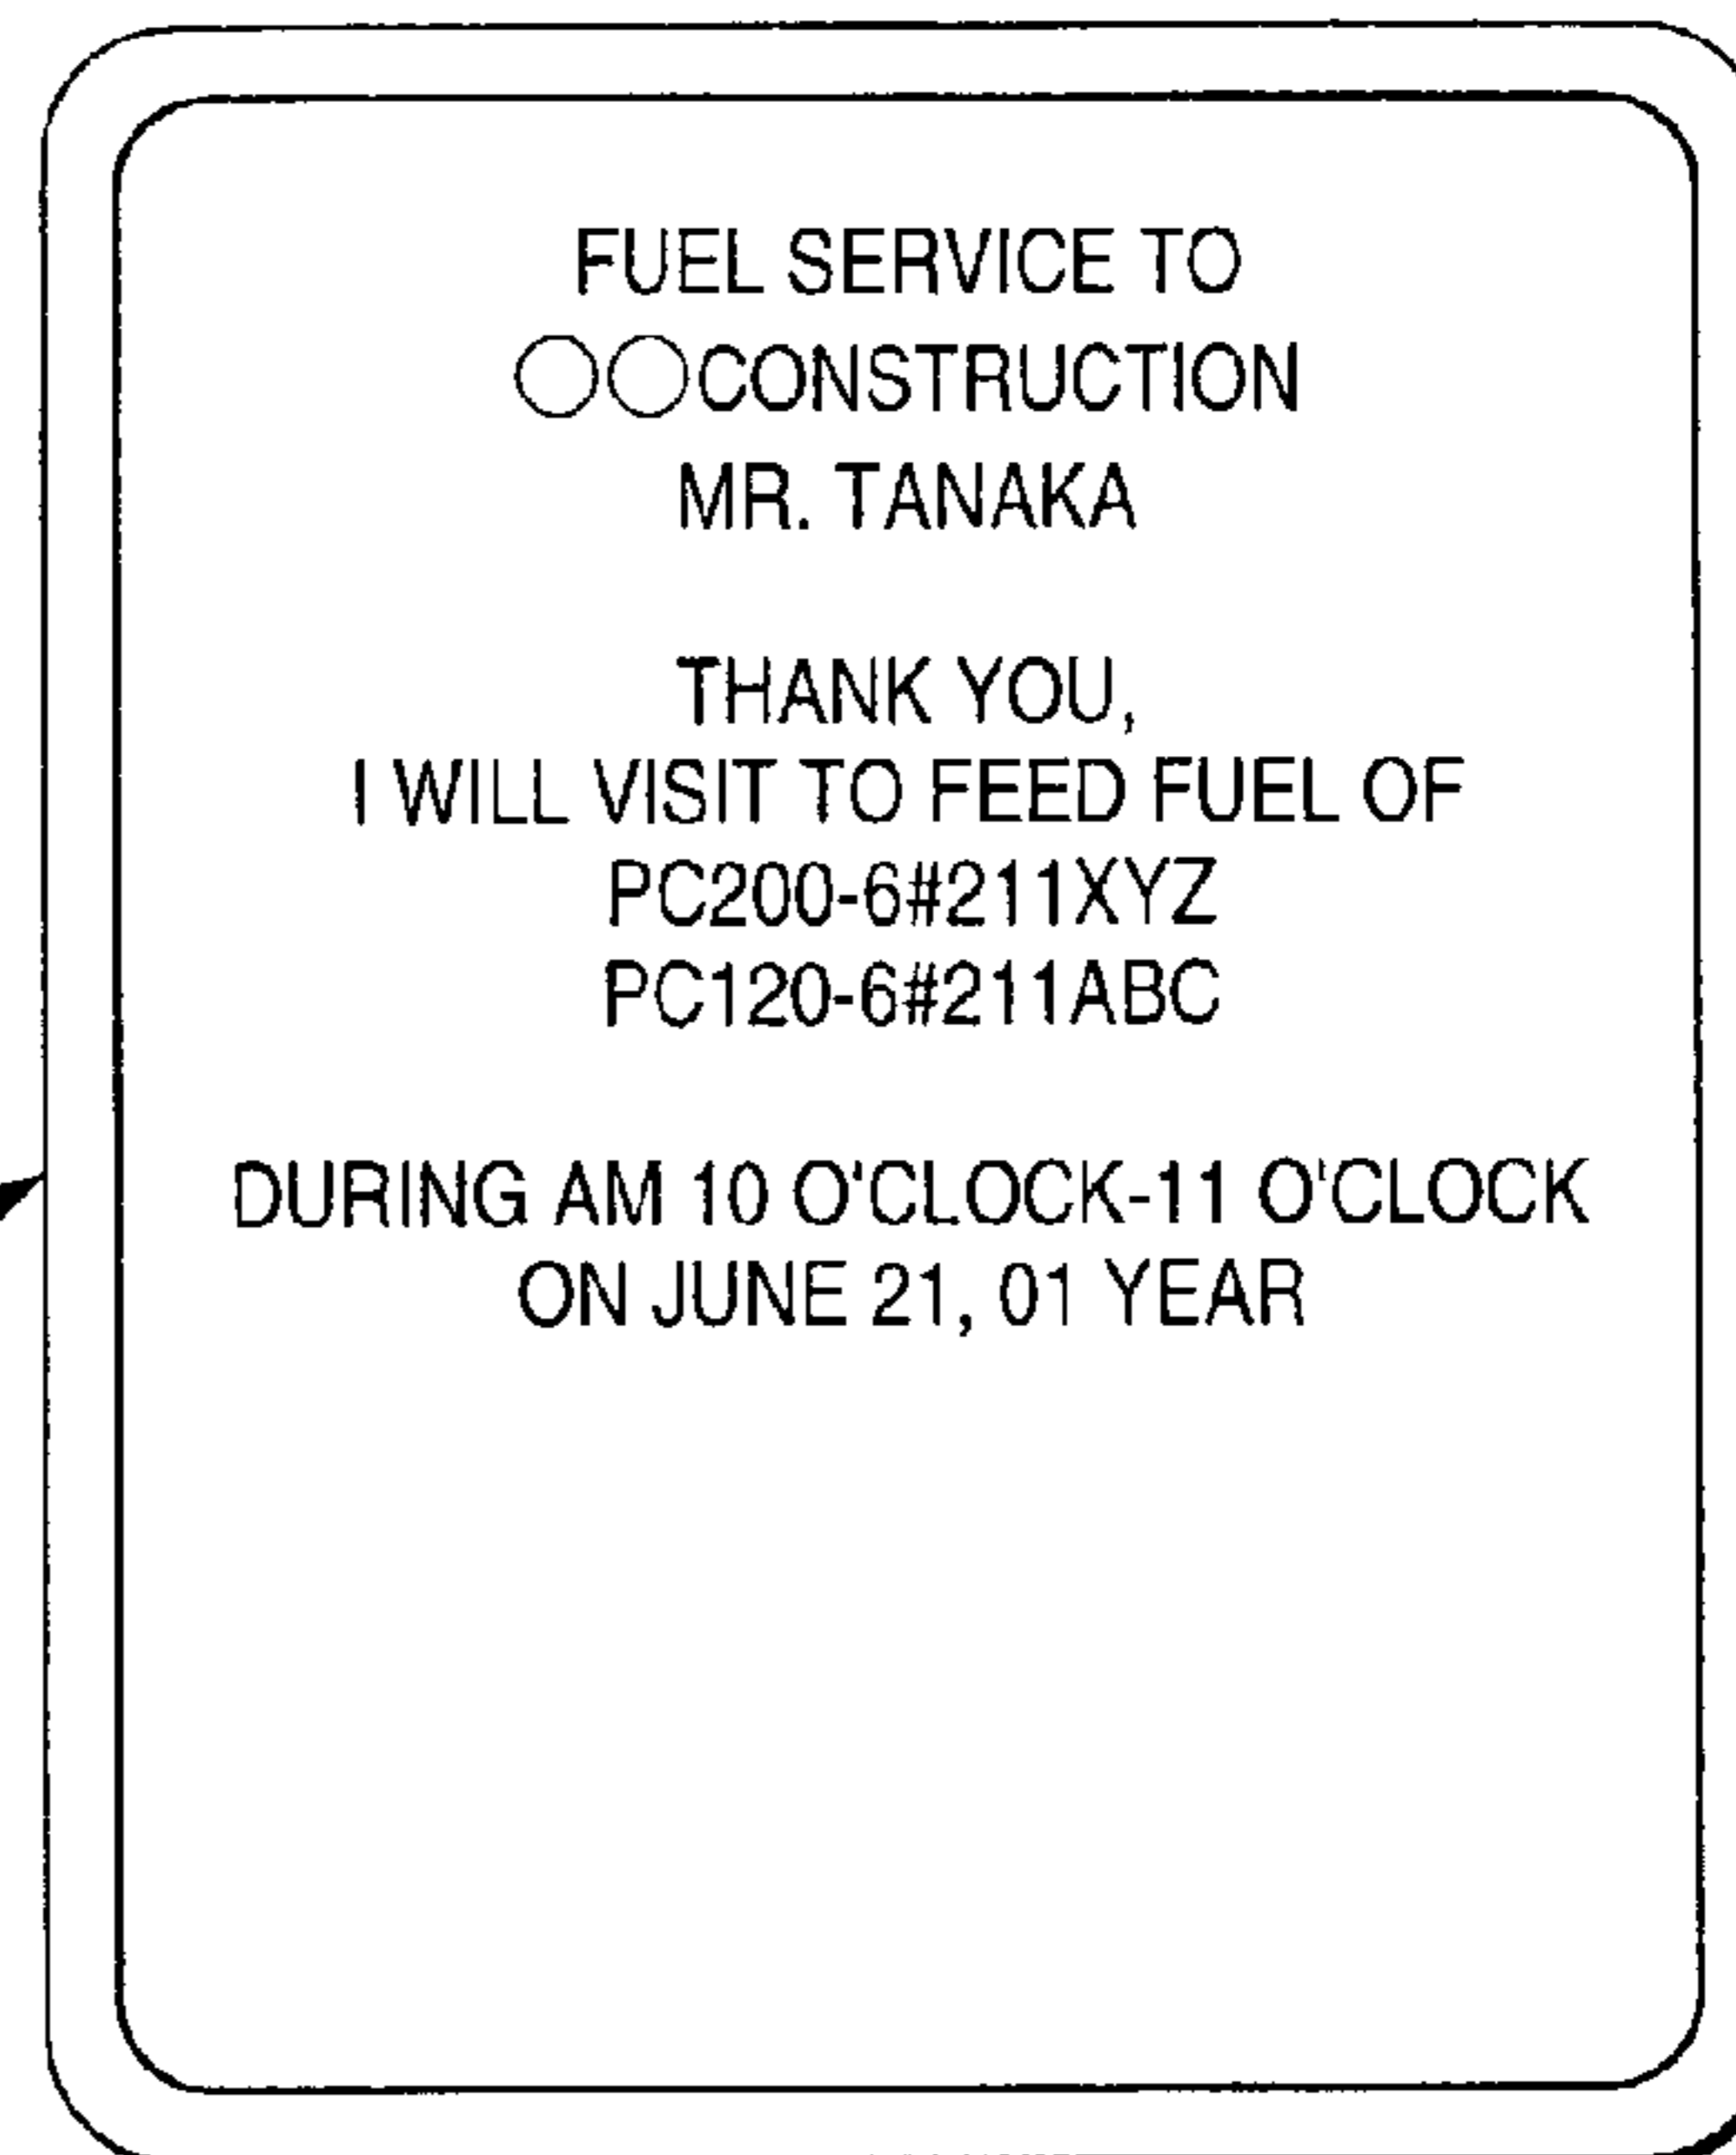 FUEL SERVICE TO
○○CONSTRUCTION
MR. TANAKA
THANK YOU,
I WILL VISIT TO FEED FUEL OF
PC200-6#211XYZ
PC120-6#211ABC
DURING AM 10 O'CLOCK-11 O'CLOCK
ON JUNE 21, 01 YEAR